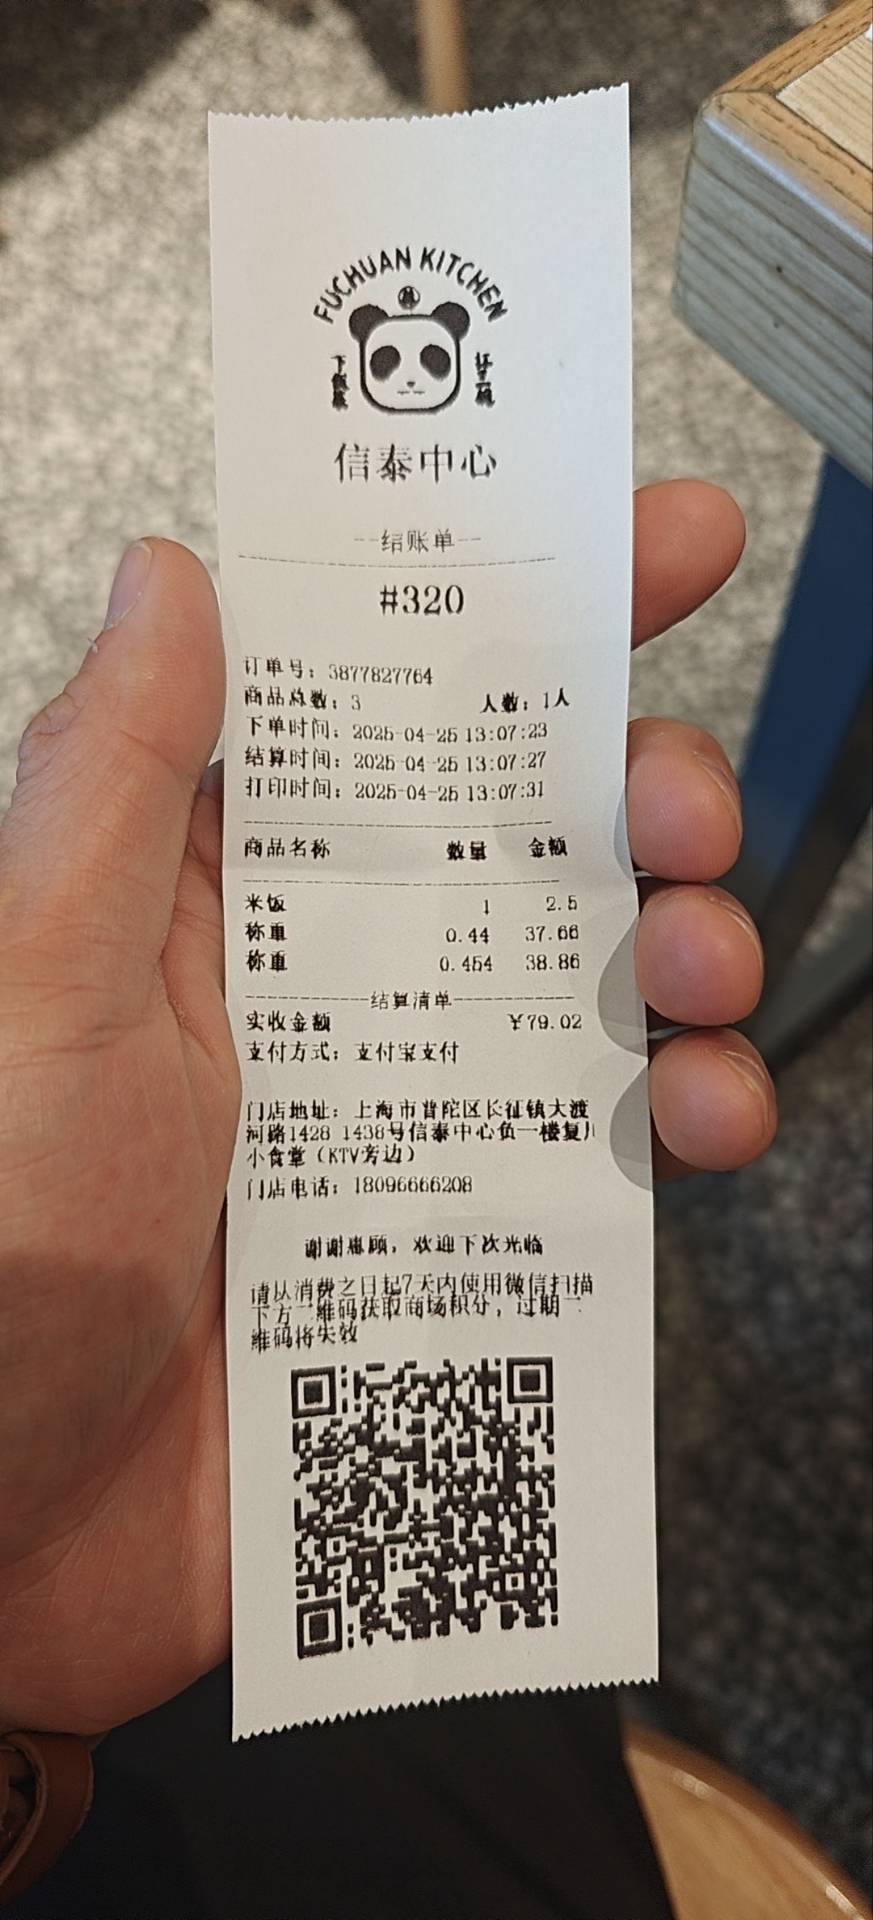 FUCHUAN KITCHEN
信泰中心
--结账单--
#320
订单号：3877827764
商品总数：3 人数：1人
下单时间：2025-04-25 13:07:23
结算时间：2025-04-25 13:07:27
打印时间：2025-04-25 13:07:31
商品名称 数量 金额
米饭 1 2.5
称重 0.44 37.66
称重 0.454 38.86
------------结算清单------------
实收金额 ￥79.02
支付方式：支付宝支付
门店地址：上海市普陀区长征镇大渡
河路1428 1438号信泰中心负一楼复川
小食堂（KTV旁边）
门店电话：18096666208
谢谢惠顾，欢迎下次光临
请从消费之日起7天内使用微信扫描
下方二维码获取商场积分，过期二
维码将失效